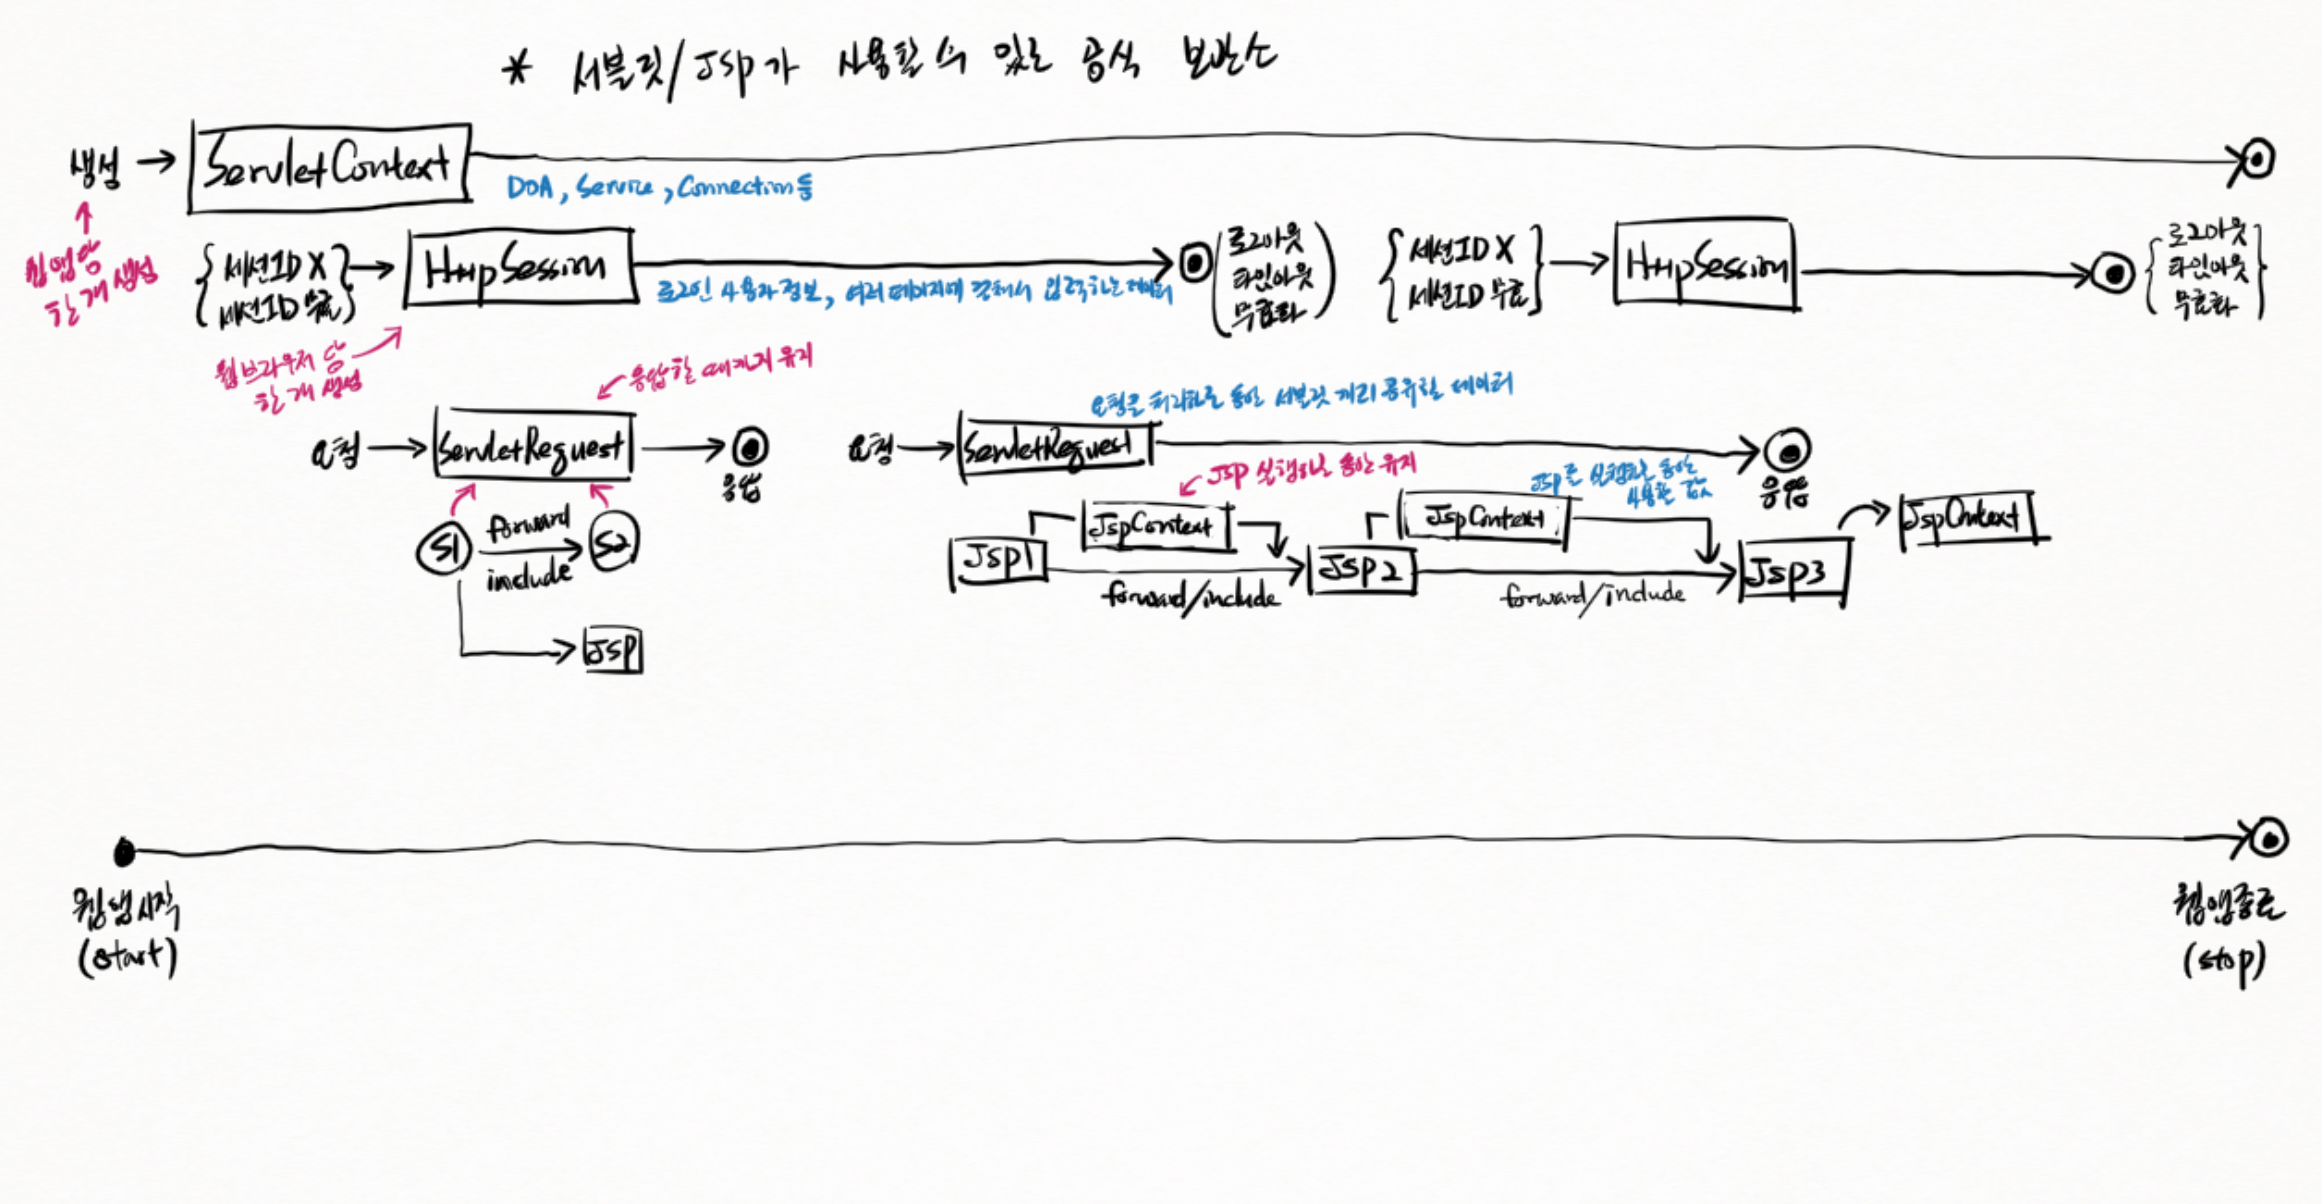 * 서블릿/JSP가 사용할 수 있는 공식 보관소
생성 → ServletContext
DOA, Service, Connection 등
웹앱당
한 개 생성
세션ID X
세션ID 무효
HttpSession
로그인 사용자정보, 여러 페이지에 걸쳐서 입력하는 데이터
로그아웃
타임아웃
무효화
세션ID X
세션ID 무효
HttpSession
로그아웃
타임아웃
무효화
웹브라우저 당
한 개 생성
응답할 때까지 유지
요청 → ServletRequest
응답
S1
forward
include
S2
JSP
요청을 처리하는 동안 서블릿 끼리 공유할 데이터
요청 → ServletRequest
응답
JSP 실행하는 동안 유지
JSP를 실행하는 동안
사용할 값
JspContext
JspContext
JspContext
JSP1
forward/include
JSP2
forward/include
JSP3
웹앱시작
(start)
웹앱종료
(stop)